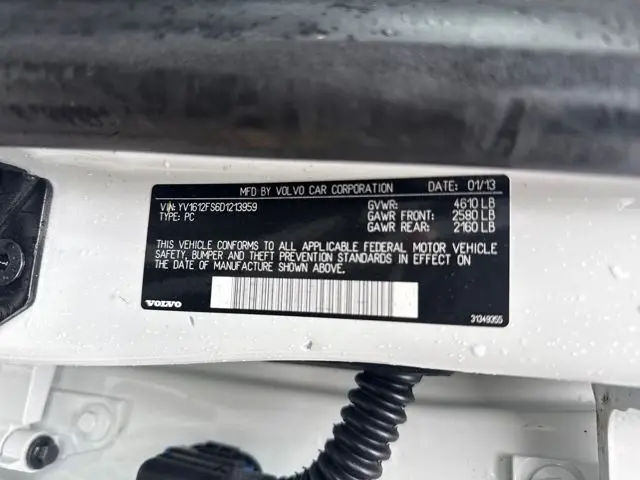 MFD BY VOLVO CAR CORPORATION DATE: 01/13
VIN: YV1612FS6D1213959 GVWR: 4610 LB
TYPE: PC GAWR FRONT: 2580 LB
GAWR REAR: 2160 LB
THIS VEHICLE CONFORMS TO ALL APPLICABLE FEDERAL MOTOR VEHICLE
SAFETY, BUMPER AND THEFT PREVENTION STANDARDS IN EFFECT ON
THE DATE OF MANUFACTURE SHOWN ABOVE.
VOLVO 31349355